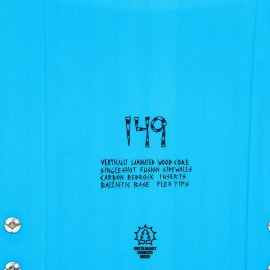 149
VERTICALLY LAMINATED WOOD CORE
SINGLESHOT FUSION SIDEWALLS
CARBON BEDROCK INSERTS
BALLISTIC BASE FLEX TIPS